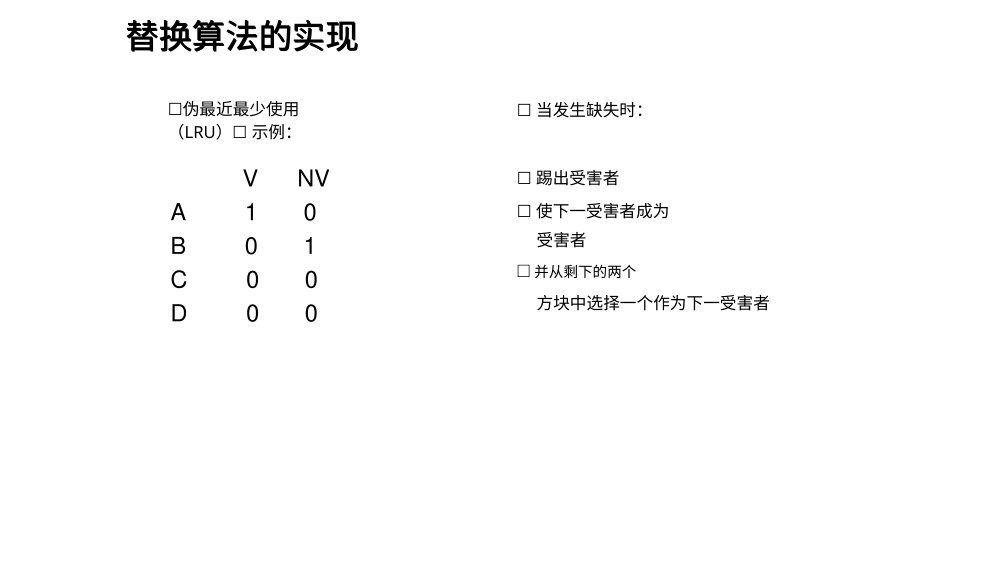 替换算法的实现
☐伪最近最少使用
（LRU）☐ 示例：
V NV
A 1 0
B 0 1
C 0 0
D 0 0
☐ 当发生缺失时：
☐ 踢出受害者
☐ 使下一受害者成为
受害者
☐ 并从剩下的两个
方块中选择一个作为下一受害者